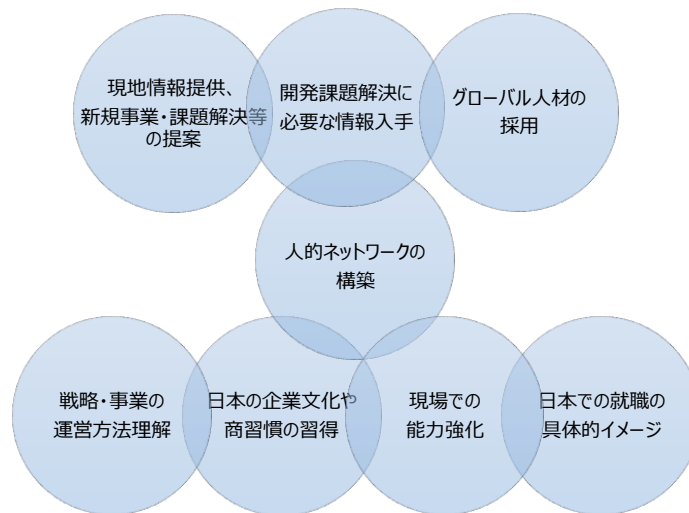 現地情報提供、
新規事業・課題解決等
の提案
開発課題解決に
必要な情報入手
グローバル人材の
採用
人的ネットワークの
構築
戦略・事業の
運営方法理解
日本の企業文化や
商習慣の習得
現場での
能力強化
日本での就職の
具体的イメージ